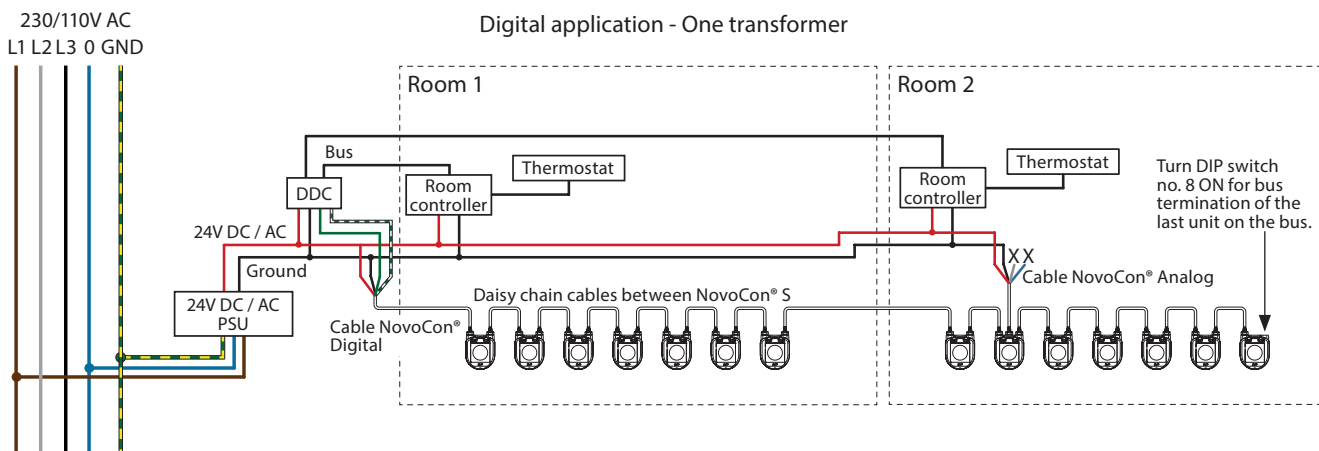 Digital application - One transformer
230/110V AC
L1 L2 L3 0 GND
Room 1
Room 2
Bus
Thermostat
Thermostat
DDC
Room
controller
Room
controller
Turn DIP switch
no. 8 ON for bus
termination of the
last unit on the bus.
24V DC / AC
Ground
X X
Cable NovoCon® Analog
24V DC / AC
PSU
Daisy chain cables between NovoCon® S
Cable NovoCon®
Digital